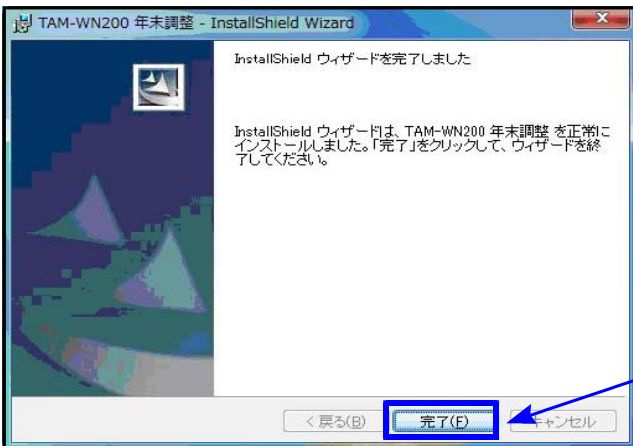 TAM-WN200 年末調整 - InstallShield Wizard
InstallShield ウィザードを完了しました
InstallShield ウィザードは、TAM-WN200 年末調整 を正常に
インストールしました。「完了」をクリックして、ウィザードを終
了してください。
< 戻る(B)
完了(F)
キャンセル